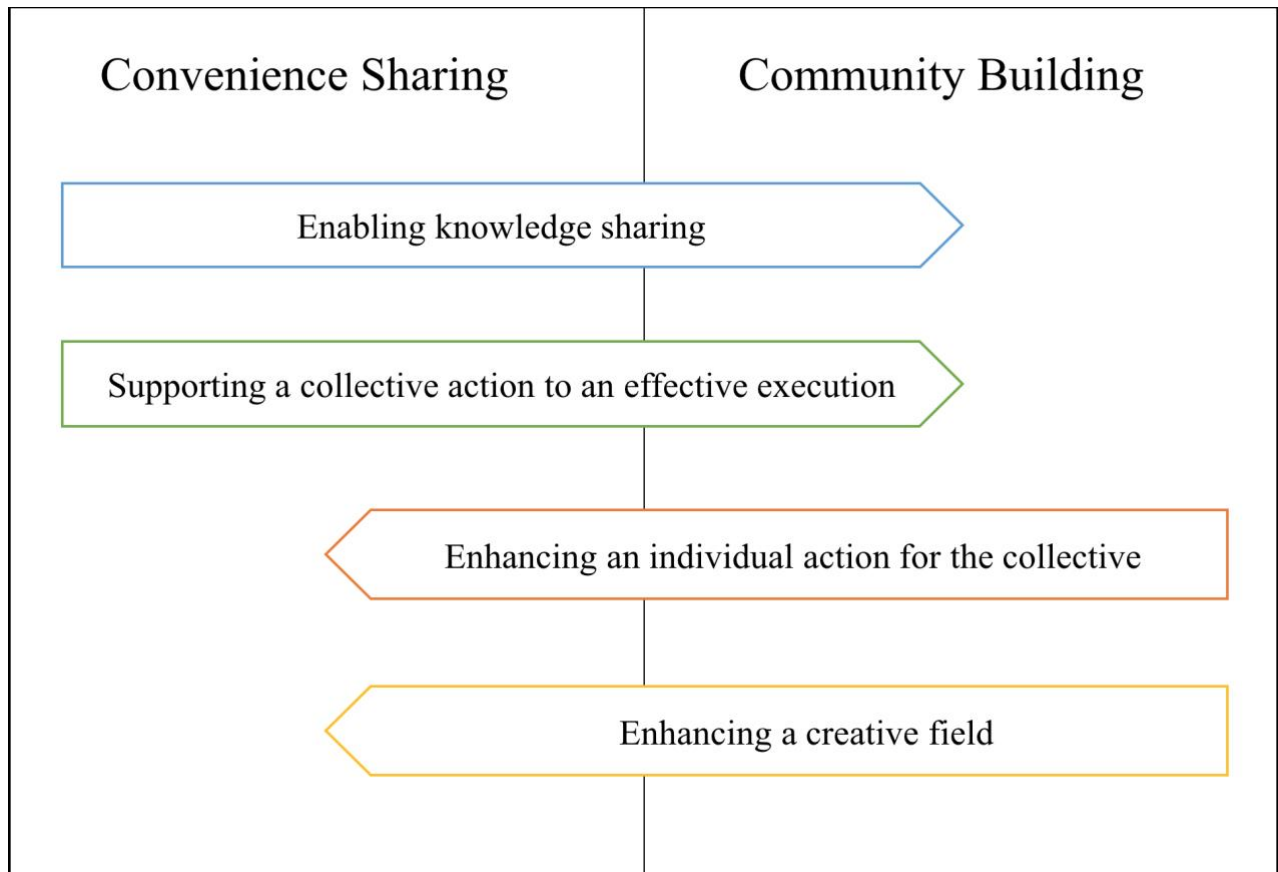 Convenience Sharing
Community Building
Enabling knowledge sharing
Supporting a collective action to an effective execution
Enhancing an individual action for the collective
Enhancing a creative field